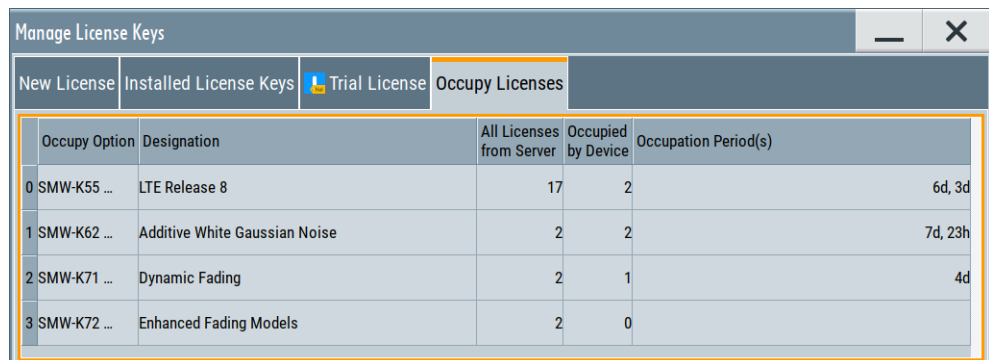 Manage License Keys
New License Installed License Keys Trial License Occupy Licenses
Occupy Option Designation All Licenses from Server Occupied by Device Occupation Period(s)
0 SMW-K55 ... LTE Release 8 17 2 6d, 3d
1 SMW-K62 ... Additive White Gaussian Noise 2 2 7d, 23h
2 SMW-K71 ... Dynamic Fading 2 1 4d
3 SMW-K72 ... Enhanced Fading Models 2 0